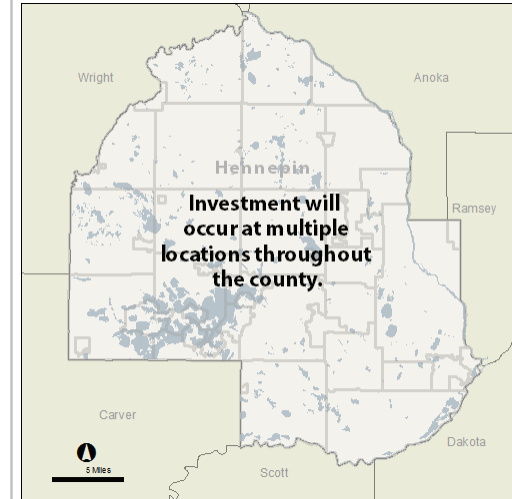 Wright
Anoka
Hennepin
Ramsey
Investment will
occur at multiple
locations throughout
the county.
Carver
Dakota
5 Miles
Scott